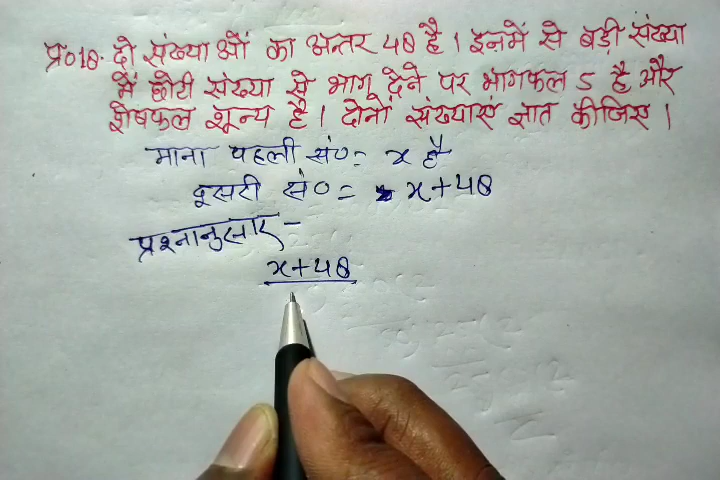 प्र०18. दो संख्याओं का अन्तर 48 है। इनमें से बड़ी संख्या
में छोटी संख्या से भाग देने पर भागफल 5 है और
शेषफल शून्य है। दोनों संख्याएं ज्ञात कीजिए।
माना पहली सं० = x है
दूसरी सं० = x+48
प्रश्नानुसार -
x+48